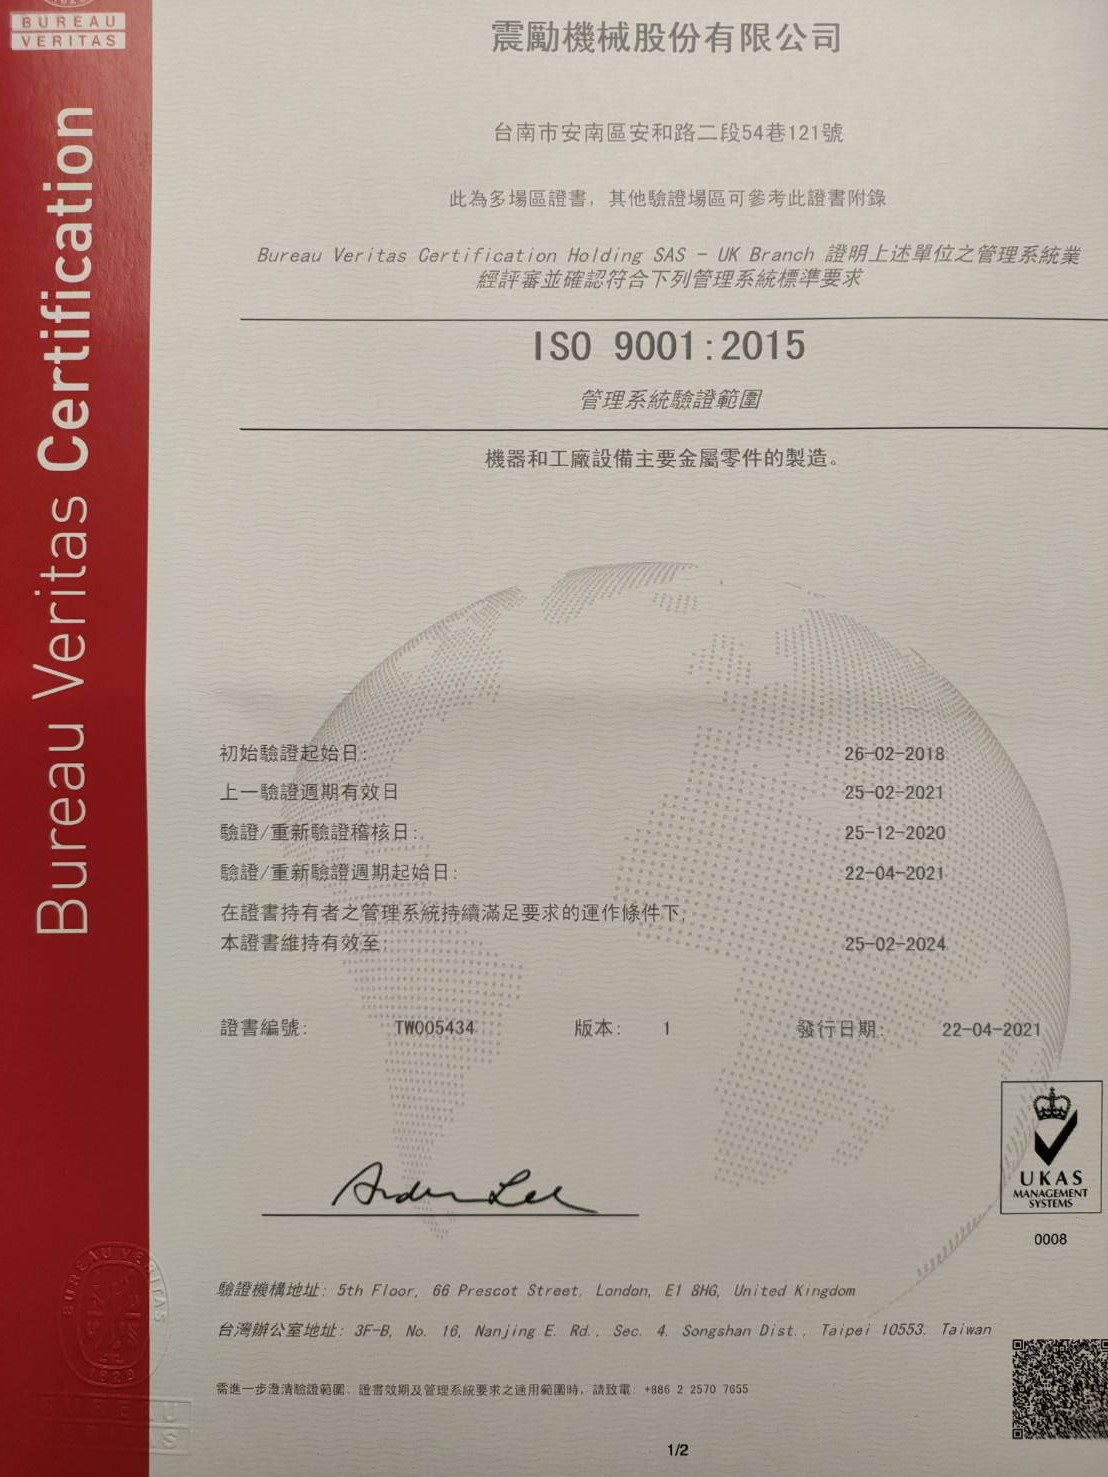 BUREAU
VERITAS
Bureau Veritas Certification
震勵機械股份有限公司
台南市安南區安和路二段54巷121號
此為多場區證書，其他驗證場區可參考此證書附錄
Bureau Veritas Certification Holding SAS - UK Branch 證明上述單位之管理系統業
經評審並確認符合下列管理系統標準要求
ISO 9001:2015
管理系統驗證範圍
機器和工廠設備主要金屬零件的製造。
初始驗證起始日: 26-02-2018
上一驗證週期有效日 25-02-2021
驗證/重新驗證稽核日: 25-12-2020
驗證/重新驗證週期起始日: 22-04-2021
在證書持有者之管理系統持續滿足要求的運作條件下,
本證書維持有效至: 25-02-2024
證書編號: TW005434 版本: 1 發行日期: 22-04-2021
UKAS
MANAGEMENT
SYSTEMS
0008
驗證機構地址: 5th Floor, 66 Prescot Street, London, E1 8HG, United Kingdom
台灣辦公室地址: 3F-B, No. 16, Nanjing E. Rd., Sec. 4. Songshan Dist., Taipei 10553. Taiwan
需進一步澄清驗證範圍、證書效期及管理系統要求之適用範圍時，請致電: +886 2 2570 7655
BUREAU VERITAS
1828
1/2